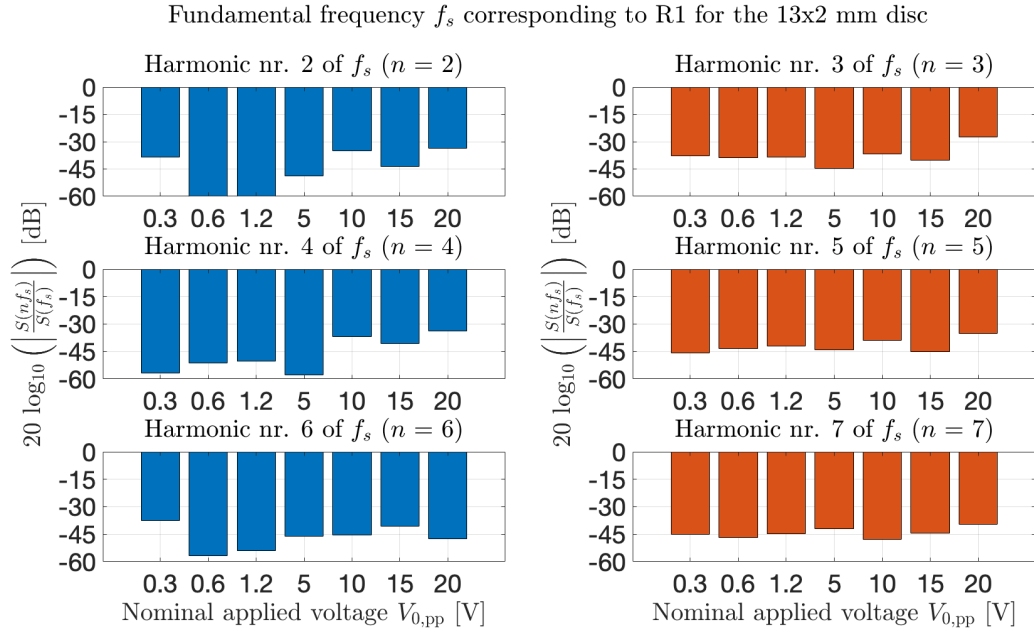 Fundamental frequency f_s corresponding to R1 for the 13x2 mm disc
Harmonic nr. 2 of f_s (n = 2)
0
-15
-30
-45
-60
0.3 0.6 1.2 5 10 15 20
Harmonic nr. 3 of f_s (n = 3)
0
-15
-30
-45
-60
0.3 0.6 1.2 5 10 15 20
20 log₁₀ (|S(nf_s)/S(f_s)|) [dB]
Harmonic nr. 4 of f_s (n = 4)
0
-15
-30
-45
-60
0.3 0.6 1.2 5 10 15 20
20 log₁₀ (|S(nf_s)/S(f_s)|) [dB]
Harmonic nr. 5 of f_s (n = 5)
0
-15
-30
-45
-60
0.3 0.6 1.2 5 10 15 20
Harmonic nr. 6 of f_s (n = 6)
0
-15
-30
-45
-60
0.3 0.6 1.2 5 10 15 20
Nominal applied voltage V_{0,pp} [V]
Harmonic nr. 7 of f_s (n = 7)
0
-15
-30
-45
-60
0.3 0.6 1.2 5 10 15 20
Nominal applied voltage V_{0,pp} [V]